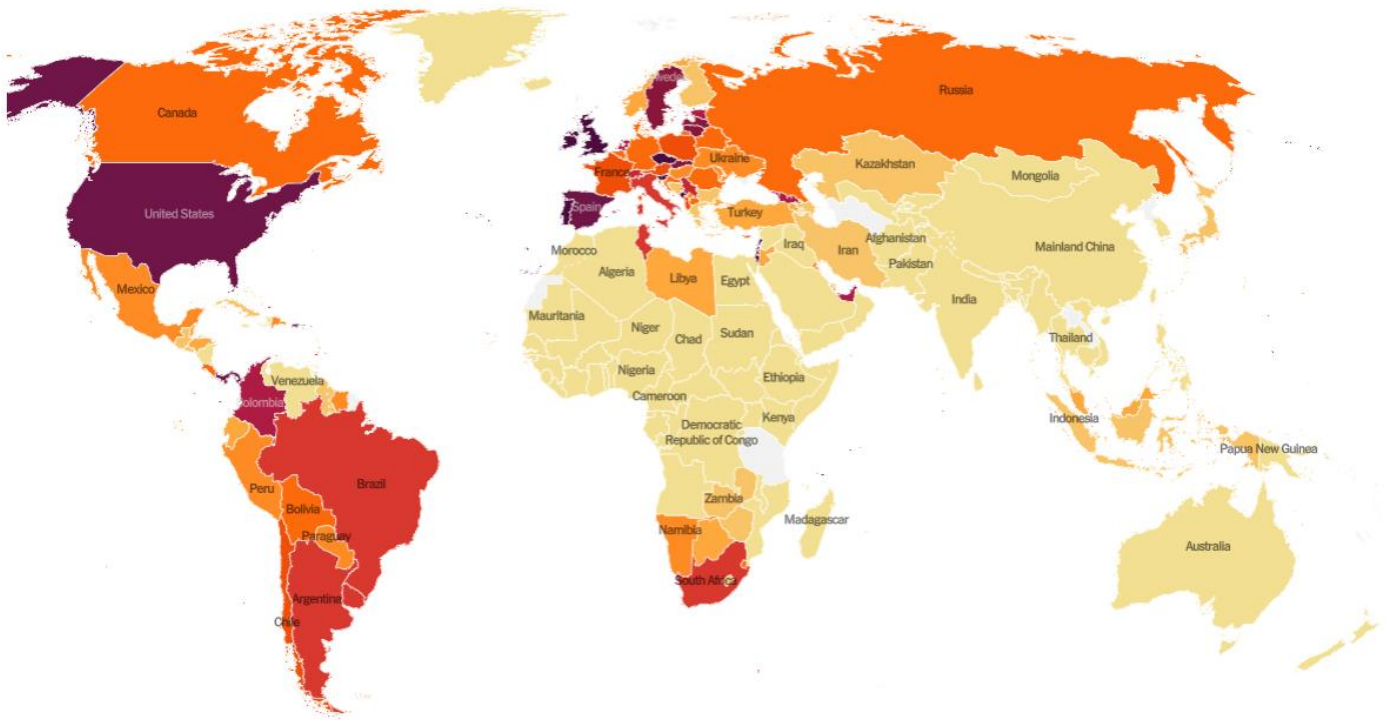 Canada
Russia
United States
Mexico
Venezuela
Colombia
Brazil
Peru
Bolivia
Paraguay
Argentina
Chile
Sweden
France
Spain
Ukraine
Turkey
Kazakhstan
Mongolia
Mainland China
Afghanistan
Iran
Iraq
Pakistan
India
Thailand
Indonesia
Papua New Guinea
Australia
Morocco
Algeria
Libya
Egypt
Mauritania
Niger
Chad
Sudan
Nigeria
Ethiopia
Cameroon
Kenya
Democratic
Republic of Congo
Zambia
Madagascar
Namibia
South Africa